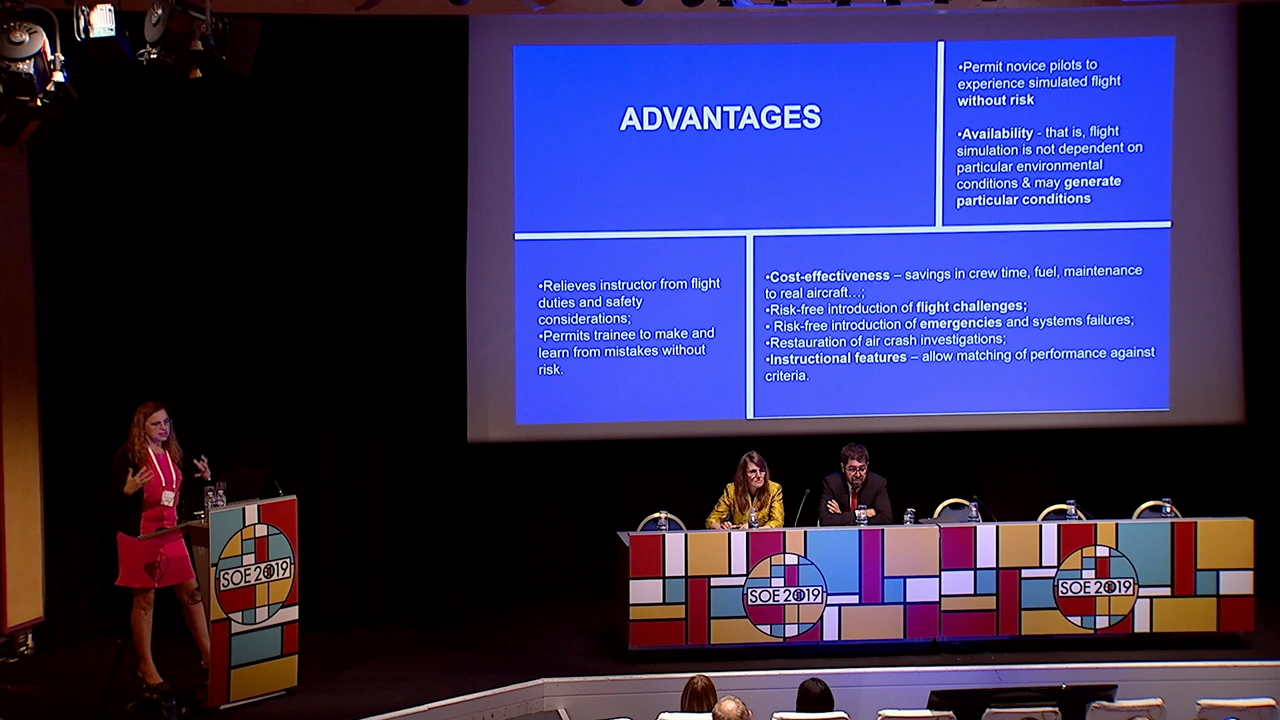 ADVANTAGES
•Permit novice pilots to
experience simulated flight
without risk
•Availability - that is, flight
simulation is not dependent on
particular environmental
conditions & may generate
particular conditions
•Relieves instructor from flight
duties and safety
considerations;
•Permits trainee to make and
learn from mistakes without
risk.
•Cost-effectiveness – savings in crew time, fuel, maintenance
to real aircraft…;
•Risk-free introduction of flight challenges;
• Risk-free introduction of emergencies and systems failures;
•Restauration of air crash investigations;
•Instructional features – allow matching of performance against
criteria.
SOE 2019
SOE 2019
SOE 2019